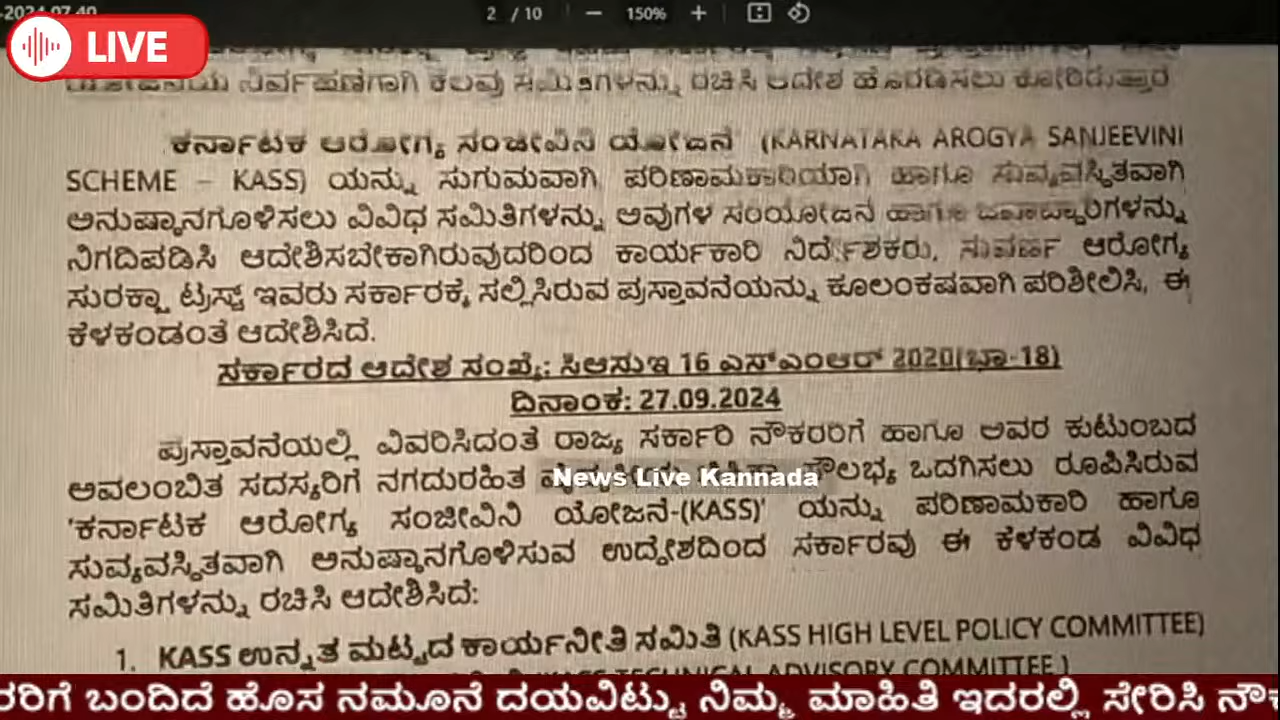 2024.07.40
2 / 10 — 150% +
LIVE
ನಿರ್ವಹಣೆಗಾಗಿ ಕೆಲವು ಸಮಿತಿಗಳನ್ನು ರಚಿಸಿ ಆದೇಶ ಹೊರಡಿಸಲು ಕೋರಿರುತ್ತಾರೆ
ಕರ್ನಾಟಕ ಆರೋಗ್ಯ ಸಂಜೀವಿನಿ ಯೋಜನೆ' (KARNATAKA AROGYA SANJEEVINI
SCHEME – KASS) ಯನ್ನು ಸುಗುಮವಾಗಿ ಪರಿಣಾಮಕಾರಿಯಾಗಿ ಹಾಗೂ ಸುವ್ಯವಸ್ಥಿತವಾಗಿ
ಅನುಷ್ಠಾನಗೊಳಿಸಲು ವಿವಿಧ ಸಮಿತಿಗಳನ್ನು ಅವುಗಳ ಸಂಯೋಜನೆ ಹಾಗೂ ಜವಾಬ್ದಾರಿಗಳನ್ನು
ನಿಗದಿಪಡಿಸಿ ಆದೇಶಿಸಬೇಕಾಗಿರುವುದರಿಂದ ಕಾರ್ಯಕಾರಿ ನಿರ್ದೇಶಕರು, ಸುವರ್ಣ ಆರೋಗ್ಯ
ಸುರಕ್ಷಾ ಟ್ರಸ್ಟ್ ಇವರು ಸರ್ಕಾರಕ್ಕೆ ಸಲ್ಲಿಸಿರುವ ಪ್ರಸ್ತಾವನೆಯನ್ನು ಕೂಲಂಕಷವಾಗಿ ಪರಿಶೀಲಿಸಿ, ಈ
ಕೆಳಕಂಡಂತೆ ಆದೇಶಿಸಿದೆ.
ಸರ್ಕಾರದ ಆದೇಶ ಸಂಖ್ಯೆ: ಸಿಆಸುಇ 16 ಎಸ್ಎಂಆರ್ 2020(ಭಾ-18)
ದಿನಾಂಕ: 27.09.2024
ಪ್ರಸ್ತಾವನೆಯಲ್ಲಿ ವಿವರಿಸಿದಂತೆ ರಾಜ್ಯ ಸರ್ಕಾರಿ ನೌಕರರಿಗೆ ಹಾಗೂ ಅವರ ಕುಟುಂಬದ
ಅವಲಂಬಿತ ಸದಸ್ಯರಿಗೆ ನಗದುರಹಿತ News Live Kannada ಸೌಲಭ್ಯ ಒದಗಿಸಲು ರೂಪಿಸಿರುವ
'ಕರ್ನಾಟಕ ಆರೋಗ್ಯ ಸಂಜೀವಿನಿ ಯೋಜನೆ-(KASS)' ಯನ್ನು ಪರಿಣಾಮಕಾರಿ ಹಾಗೂ
ಸುವ್ಯವಸ್ಥಿತವಾಗಿ ಅನುಷ್ಠಾನಗೊಳಿಸುವ ಉದ್ದೇಶದಿಂದ ಸರ್ಕಾರವು ಈ ಕೆಳಕಂಡ ವಿವಿಧ
ಸಮಿತಿಗಳನ್ನು ರಚಿಸಿ ಆದೇಶಿಸಿದೆ:
1. KASS ಉನ್ನತ ಮಟ್ಟದ ಕಾರ್ಯನೀತಿ ಸಮಿತಿ (KASS HIGH LEVEL POLICY COMMITTEE)
TECHNICAL ADVISORY COMMITTEE.)
ರರಿಗೆ ಬಂದಿದೆ ಹೊಸ ನಮೂನೆ ದಯವಿಟ್ಟು ನಿಮ್ಮ ಮಾಹಿತಿ ಇದರಲ್ಲಿ ಸೇರಿಸಿ ನೌಕ